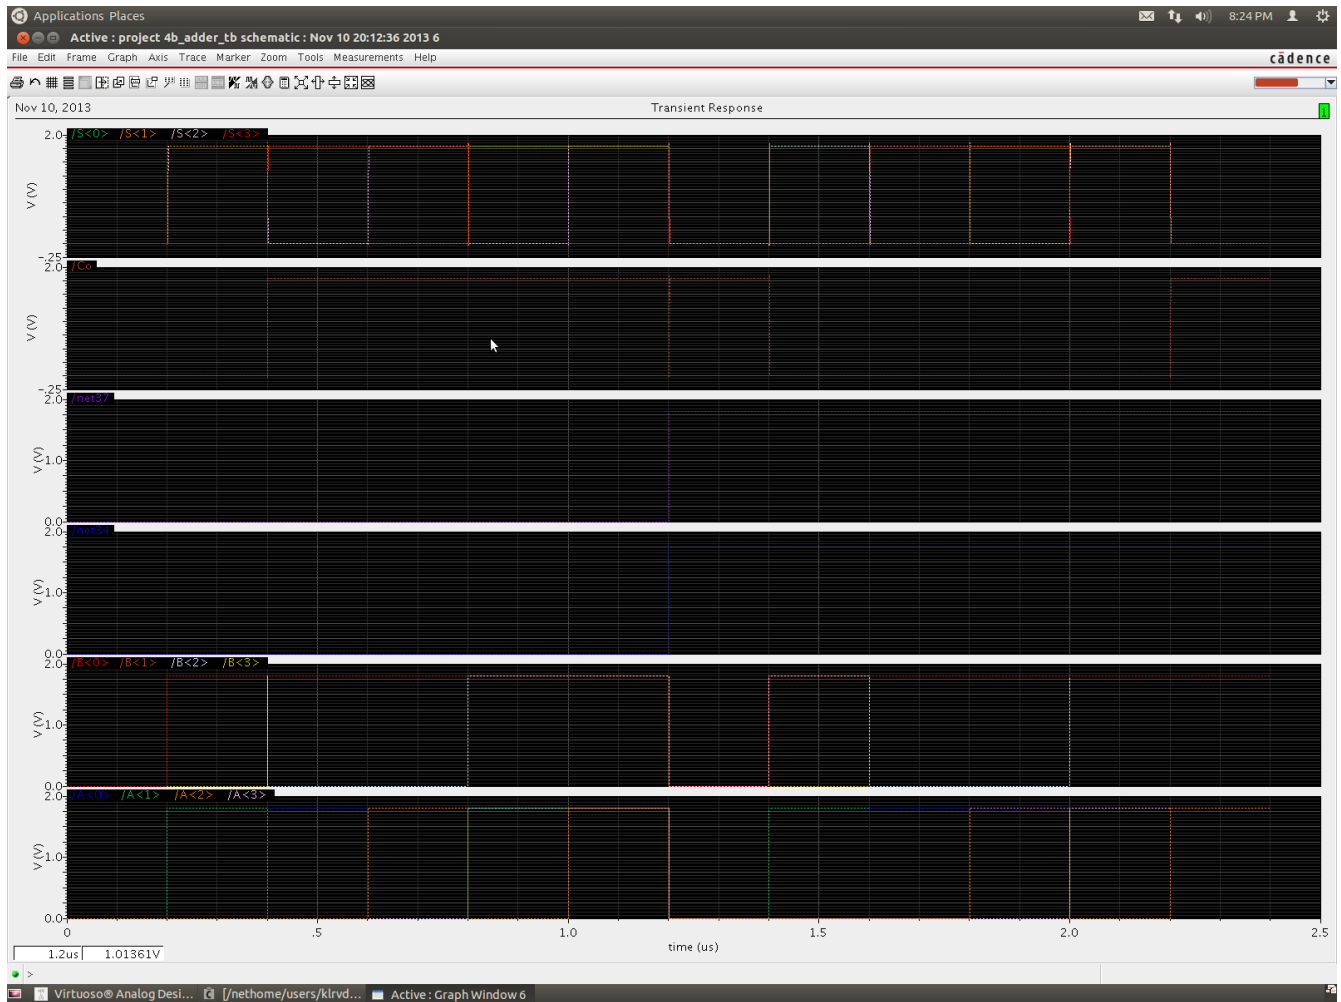 Applications Places
8:24 PM
Active : project 4b_adder_tb schematic : Nov 10 20:12:36 2013 6
File Edit Frame Graph Axis Trace Marker Zoom Tools Measurements Help
cādence
Nov 10, 2013
Transient Response
1
/S<0> /S<1> /S<2> /S<3>
2.0
V (V)
-.25
/Co
2.0
V (V)
-.25
/net37
2.0
V (V)
1.0
0.0
2.0
V (V)
1.0
0.0
/B<0> /B<1> /B<2> /B<3>
2.0
V (V)
1.0
0.0
/A<0> /A<1> /A<2> /A<3>
2.0
V (V)
1.0
0.0
0 .5 1.0 1.5 2.0 2.5
time (us)
1.2us 1.01361V
>
Virtuoso® Analog Desi... [/nethome/users/klrvd... Active : Graph Window 6